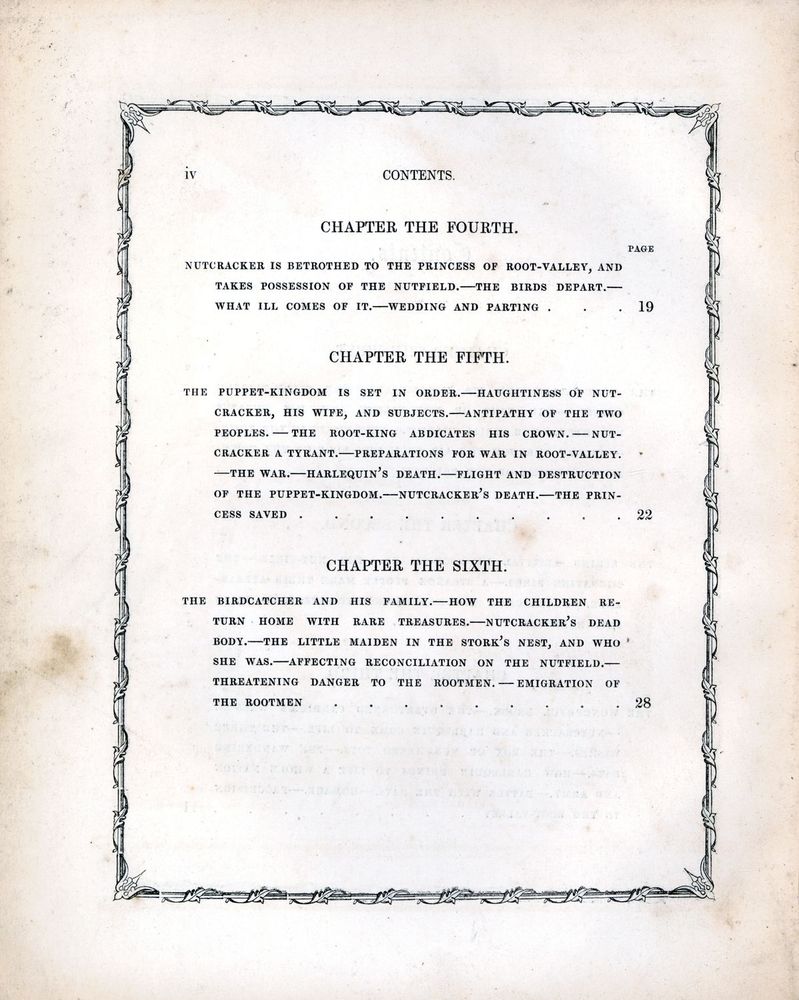 iv CONTENTS.
CHAPTER THE FOURTH.
PAGE
NUTCRACKER IS BETROTHED TO THE PRINCESS OF ROOT-VALLEY, AND
TAKES POSSESSION OF THE NUTFIELD.—THE BIRDS DEPART.—
WHAT ILL COMES OF IT.—WEDDING AND PARTING . . . 19
CHAPTER THE FIFTH.
THE PUPPET-KINGDOM IS SET IN ORDER.—HAUGHTINESS OF NUT-
CRACKER, HIS WIFE, AND SUBJECTS.—ANTIPATHY OF THE TWO
PEOPLES.—THE ROOT-KING ABDICATES HIS CROWN.—NUT-
CRACKER A TYRANT.—PREPARATIONS FOR WAR IN ROOT-VALLEY.
—THE WAR.—HARLEQUIN'S DEATH.—FLIGHT AND DESTRUCTION
OF THE PUPPET-KINGDOM.—NUTCRACKER'S DEATH.—THE PRIN-
CESS SAVED . . . . . . . . . . 22
CHAPTER THE SIXTH.
THE BIRDCATCHER AND HIS FAMILY.—HOW THE CHILDREN RE-
TURN HOME WITH RARE TREASURES.—NUTCRACKER'S DEAD
BODY.—THE LITTLE MAIDEN IN THE STORK'S NEST, AND WHO
SHE WAS.—AFFECTING RECONCILIATION ON THE NUTFIELD.—
THREATENING DANGER TO THE ROOTMEN.—EMIGRATION OF
THE ROOTMEN . . . . . . . . . 28